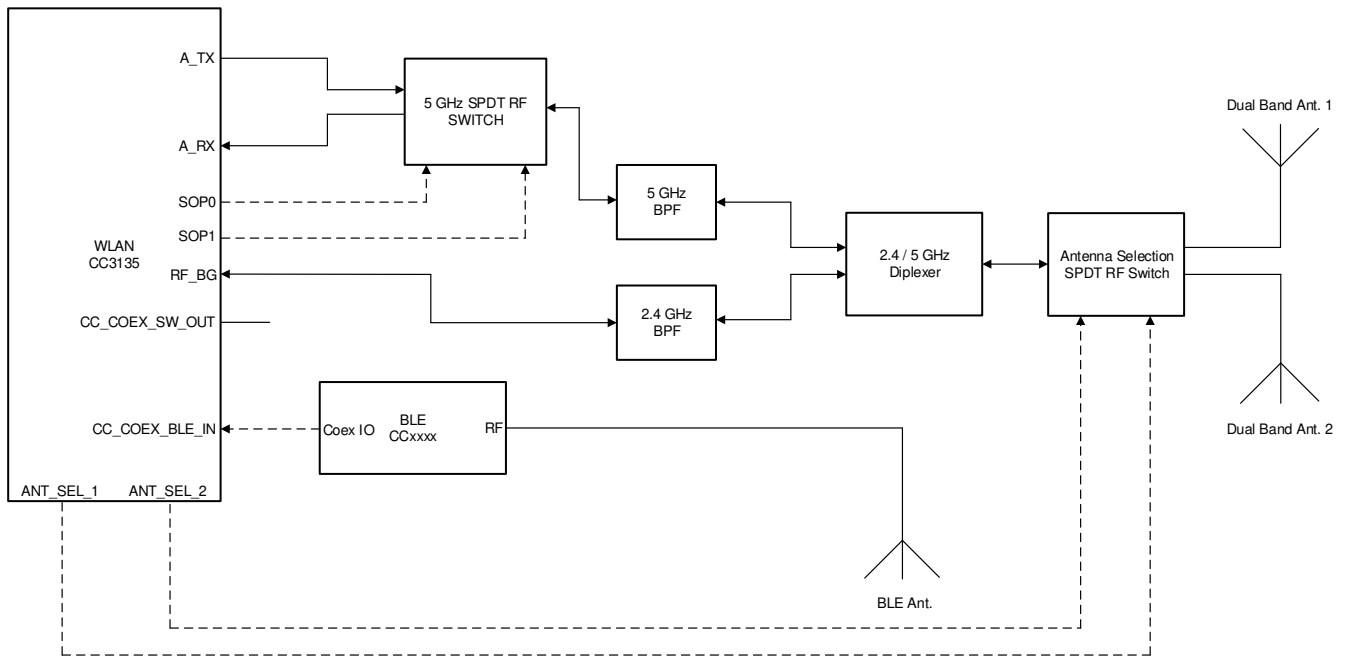 A_TX
A_RX
SOP0
SOP1
WLAN
CC3135
RF_BG
CC_COEX_SW_OUT
CC_COEX_BLE_IN
ANT_SEL_1
ANT_SEL_2
5 GHz SPDT RF
SWITCH
5 GHz
BPF
2.4 GHz
BPF
2.4 / 5 GHz
Diplexer
Antenna Selection
SPDT RF Switch
Dual Band Ant. 1
Dual Band Ant. 2
Coex IO
BLE
CCxxxx
RF
BLE Ant.